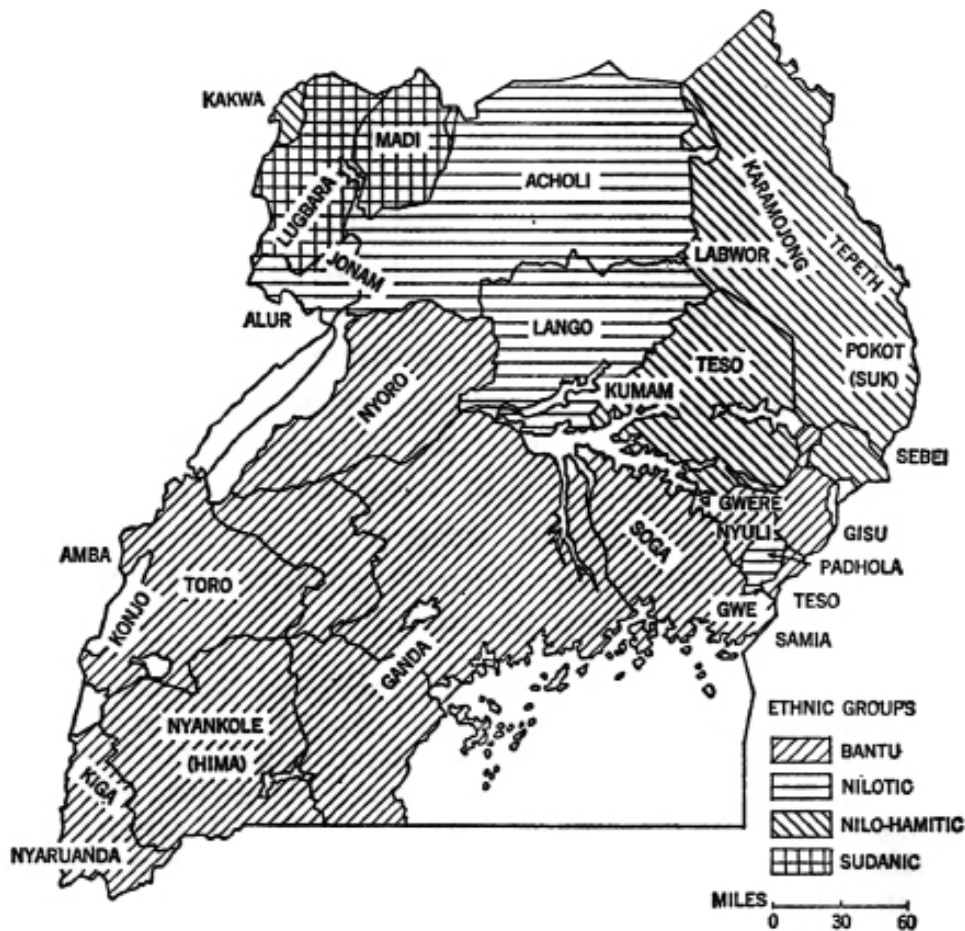 KAKWA
MADI
ACHOLI
LUGBARA
KARAMOJONG
TEPETH
JONAM
LABWOR
ALUR
LANGO
POKOT
(SUK)
TESO
NYORO
KUMAM
SEBEI
GWERE
NYULI
SOGA
GISU
AMBA
PADHOLA
TORO
KONJO
GWE
TESO
SAMIA
GANDA
NYANKOLE
(HIMA)
KIGA
NYARUANDA
ETHNIC GROUPS
BANTU
NILOTIC
NILO-HAMITIC
SUDANIC
MILES
0 30 60